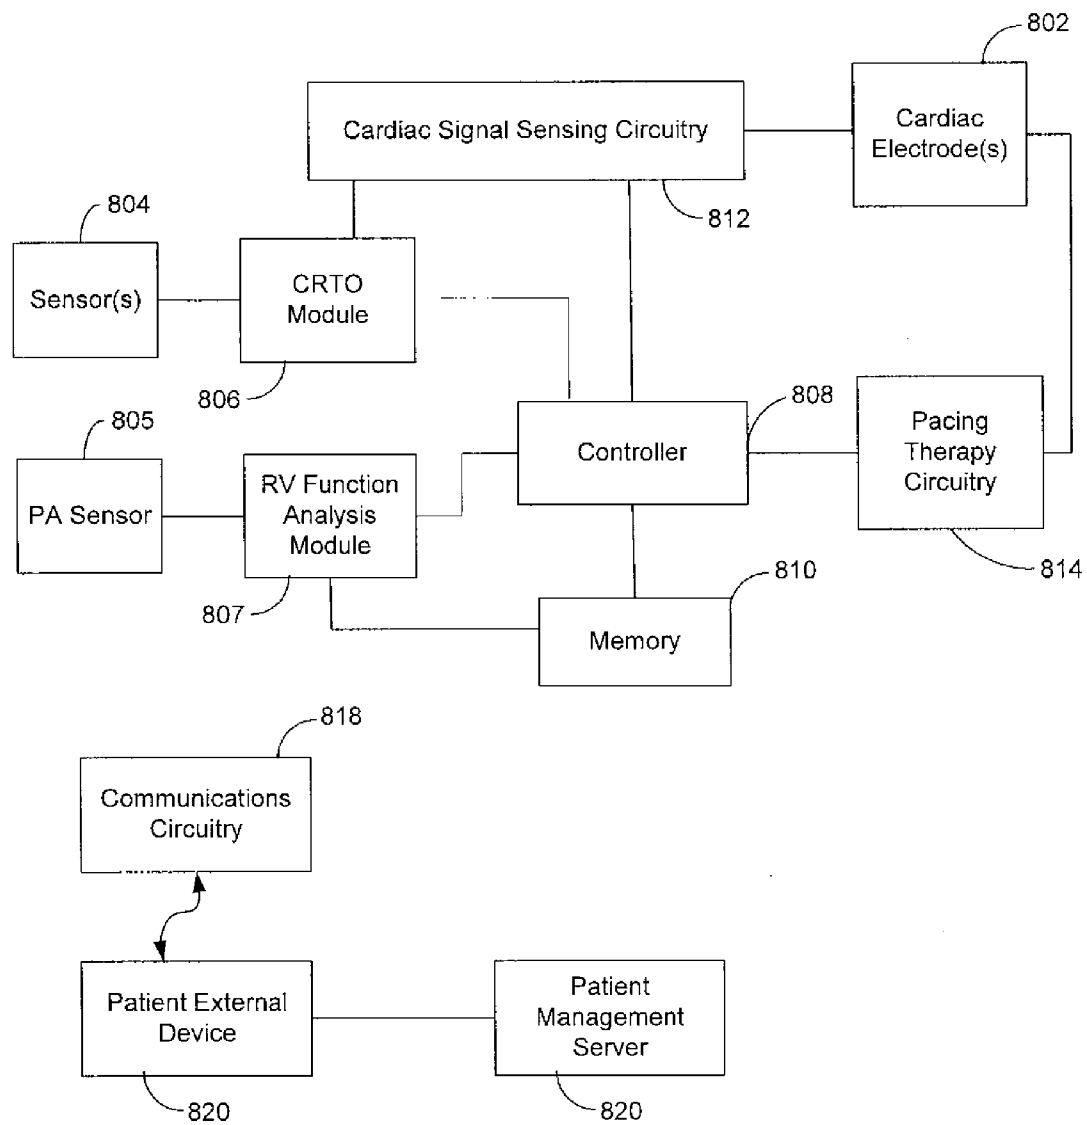 802
Cardiac Signal Sensing Circuitry
Cardiac
Electrode(s)
812
804
Sensor(s)
CRTO
Module
806
808
805
Controller
Pacing
Therapy
Circuitry
PA Sensor
RV Function
Analysis
Module
807
810
814
Memory
818
Communications
Circuitry
Patient External
Device
Patient
Management
Server
820
820